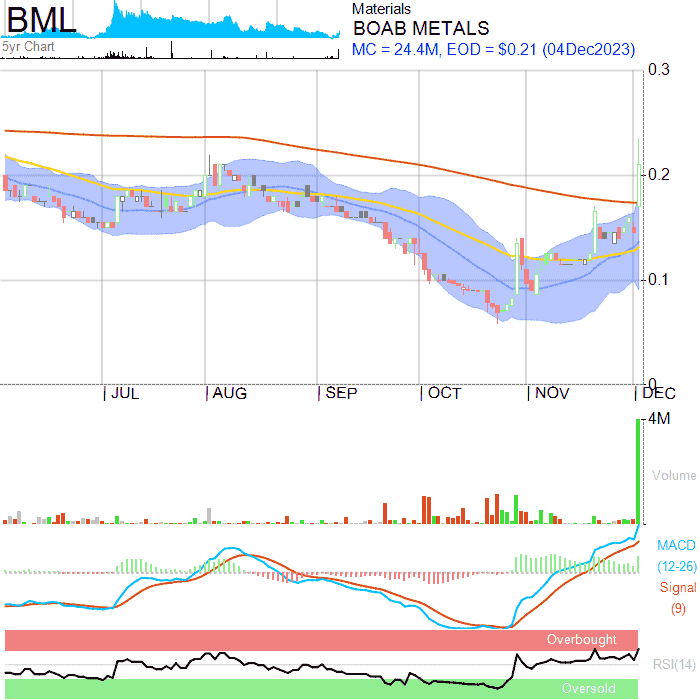 BML
5yr Chart
Materials
BOAB METALS
MC = 24.4M, EOD = $0.21 (04Dec2023)
0.3
0.2
0.1
0
JUL AUG SEP OCT NOV DEC
4M
Volume
MACD
(12-26)
Signal
(9)
Overbought
RSI(14)
Oversold